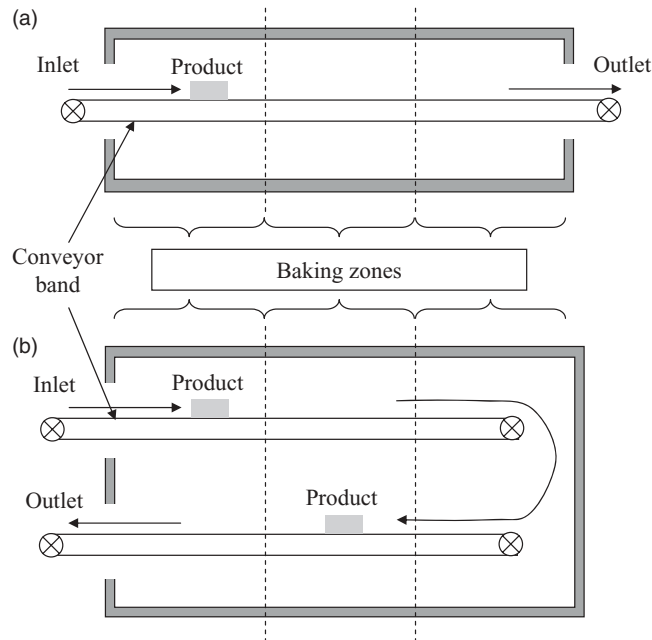 (a)
Inlet
Product
Outlet
Conveyor
band
Baking zones
(b)
Inlet
Product
Outlet
Product